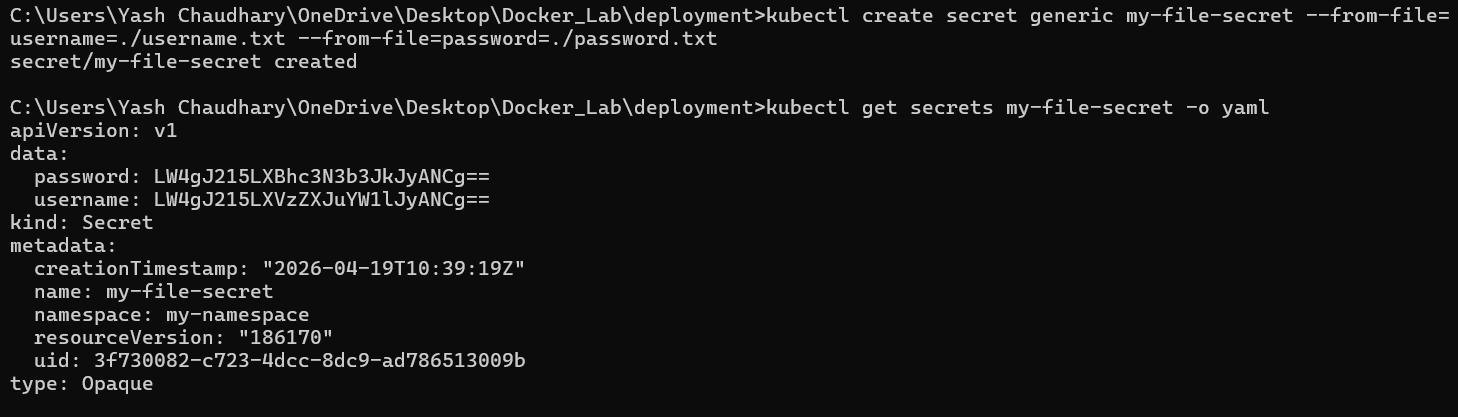 C:\Users\Yash Chaudhary\OneDrive\Desktop\Docker_Lab\deployment>kubectl create secret generic my-file-secret --from-file=
username=./username.txt --from-file=password=./password.txt
secret/my-file-secret created
C:\Users\Yash Chaudhary\OneDrive\Desktop\Docker_Lab\deployment>kubectl get secrets my-file-secret -o yaml
apiVersion: v1
data:
  password: LW4gJ215LXBhc3N3b3JkJyANCg==
  username: LW4gJ215LXVzZXJuYW1lJyANCg==
kind: Secret
metadata:
  creationTimestamp: "2026-04-19T10:39:19Z"
  name: my-file-secret
  namespace: my-namespace
  resourceVersion: "186170"
  uid: 3f730082-c723-4dcc-8dc9-ad786513009b
type: Opaque